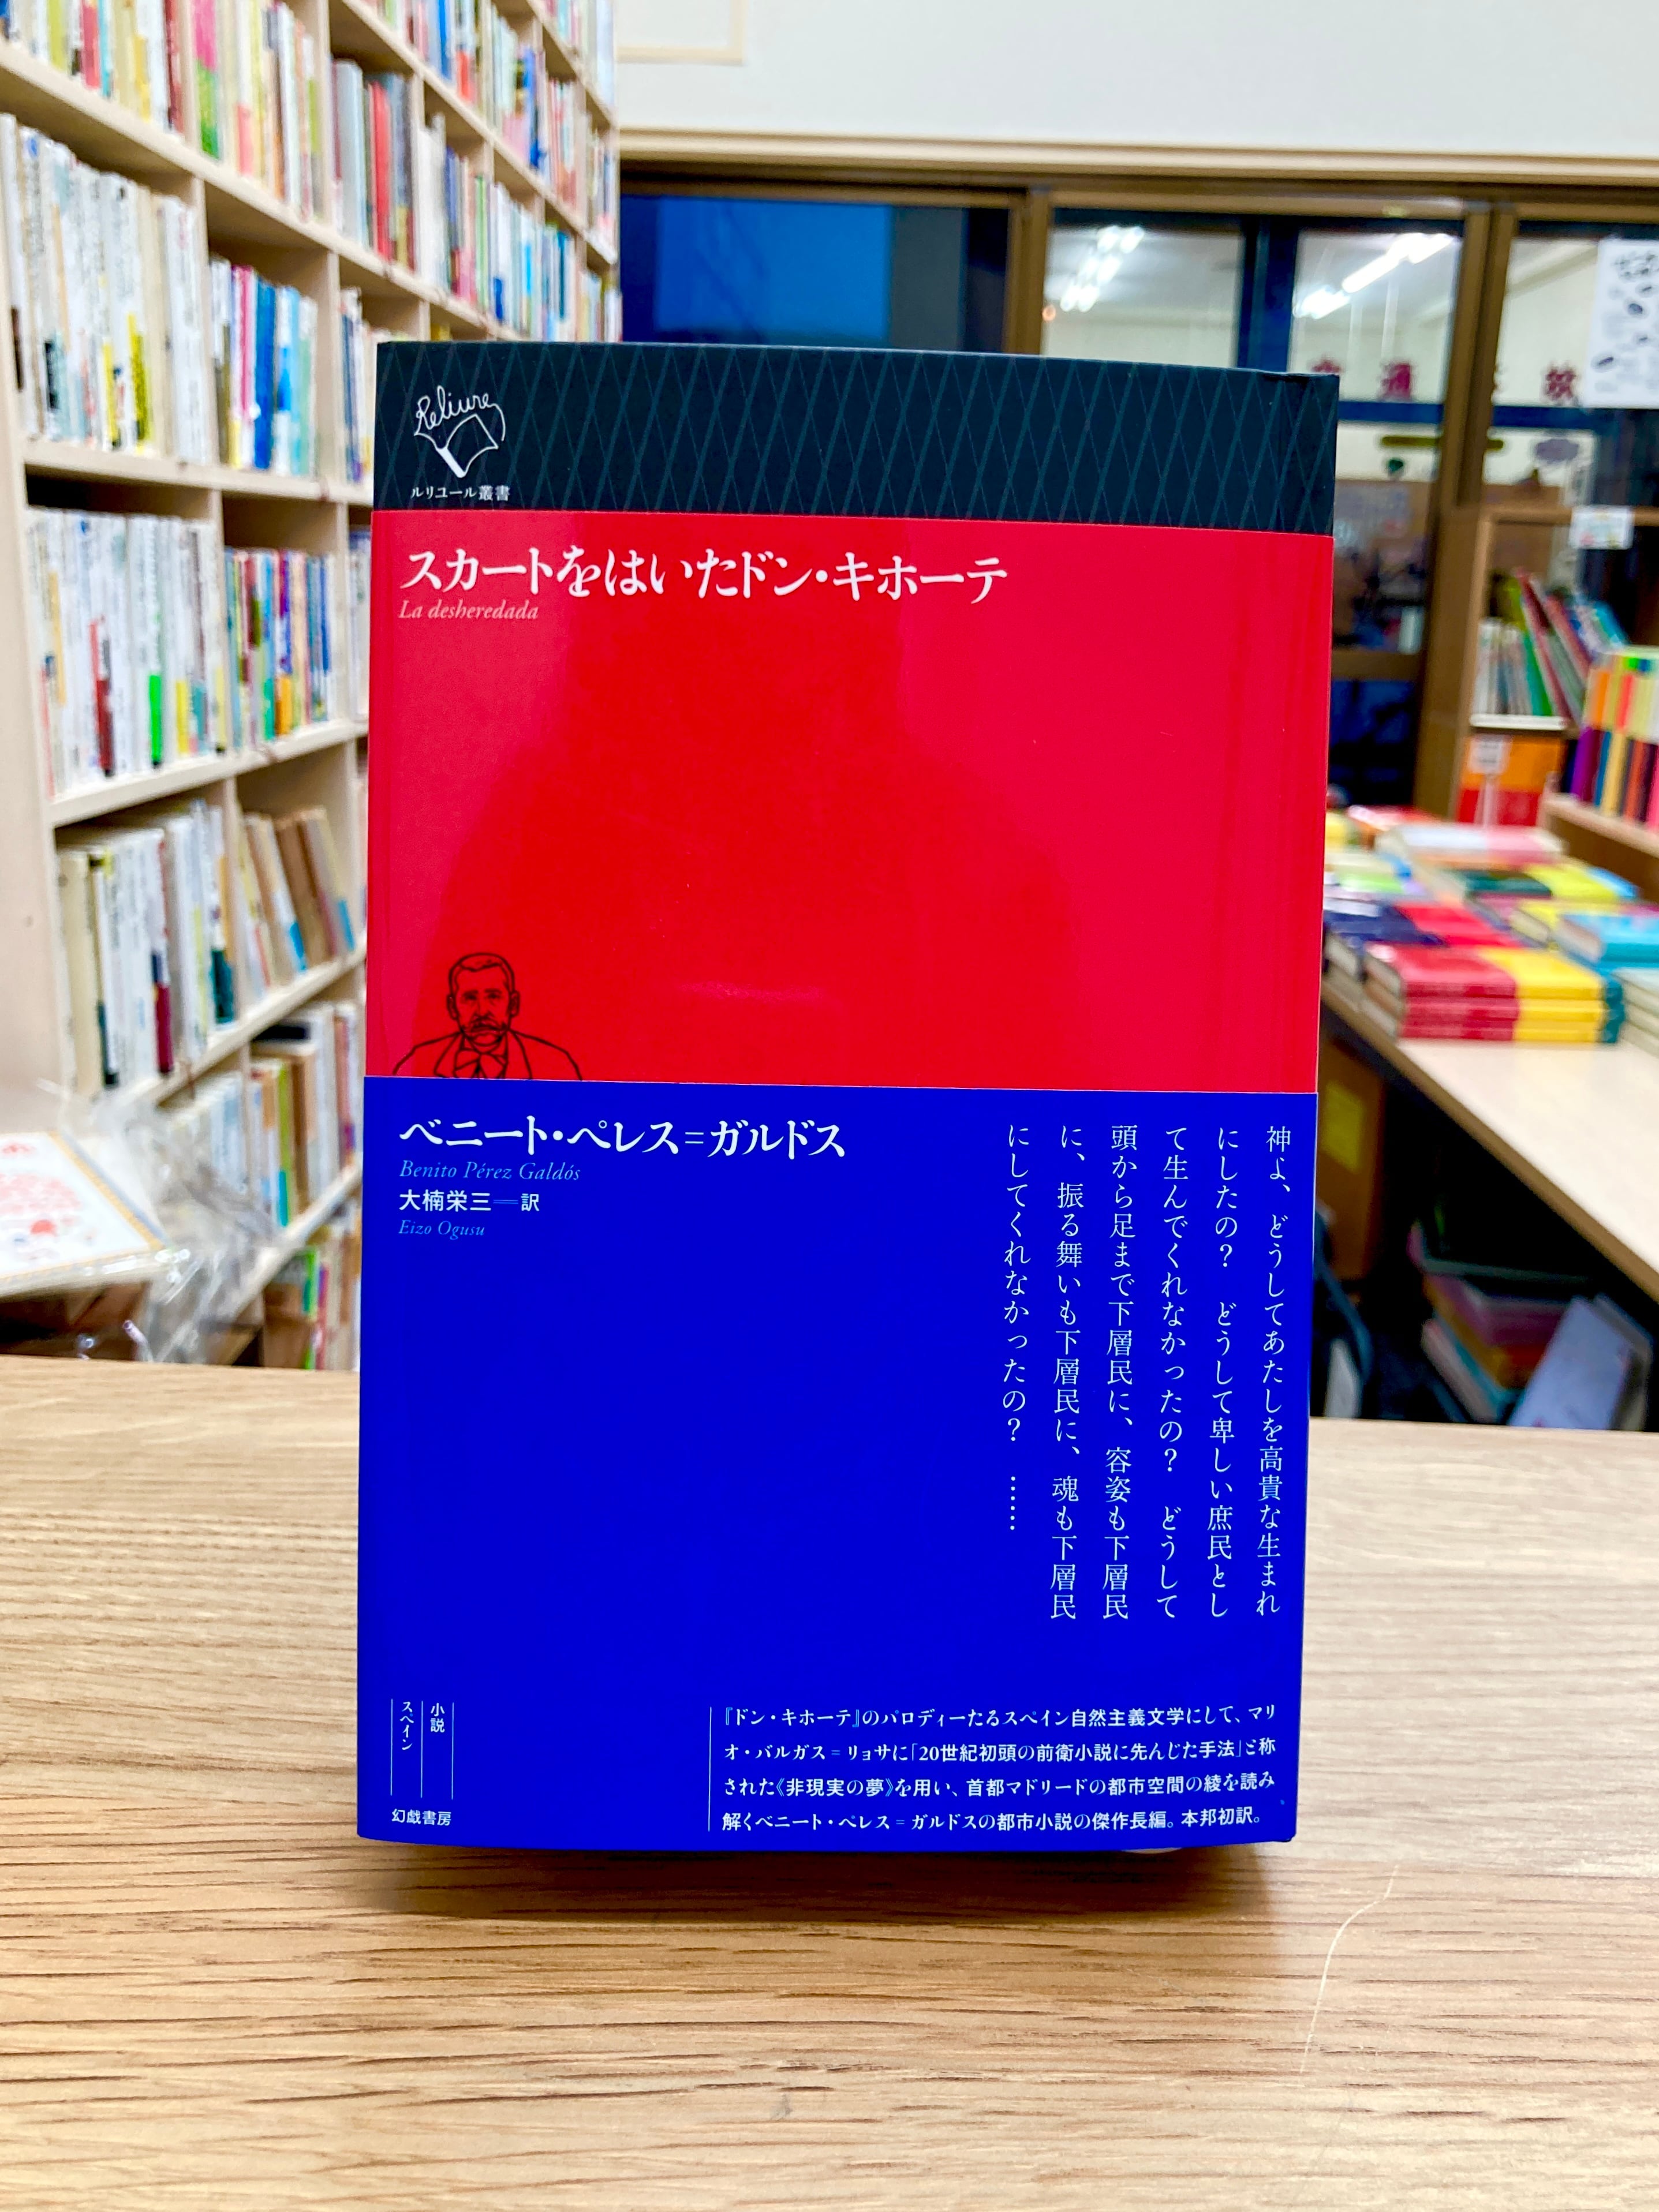 Reliure
ルリユール叢書
スカートをはいたドン・キホーテ
La desheredada
ベニート・ペレス=ガルドス
Benito Pérez Galdós
大楠栄三——訳
Eizo Ogusu
神よ、どうしてあたしを高貴な生まれ
にしたの？　どうして卑しい庶民とし
て生んでくれなかったの？　どうして
頭から足まで下層民に、容姿も下層民
に、振る舞いも下層民に、魂も下層民
にしてくれなかったの？　……
小説
スペイン
幻戯書房
『ドン・キホーテ』のパロディーたるスペイン自然主義文学にして、マリ
オ・バルガス=リョサに「20世紀初頭の前衛小説に先んじた手法」と称
された《非現実の夢》を用い、首都マドリードの都市空間の綾を読み
解くベニート・ペレス=ガルドスの都市小説の傑作長編。本邦初訳。